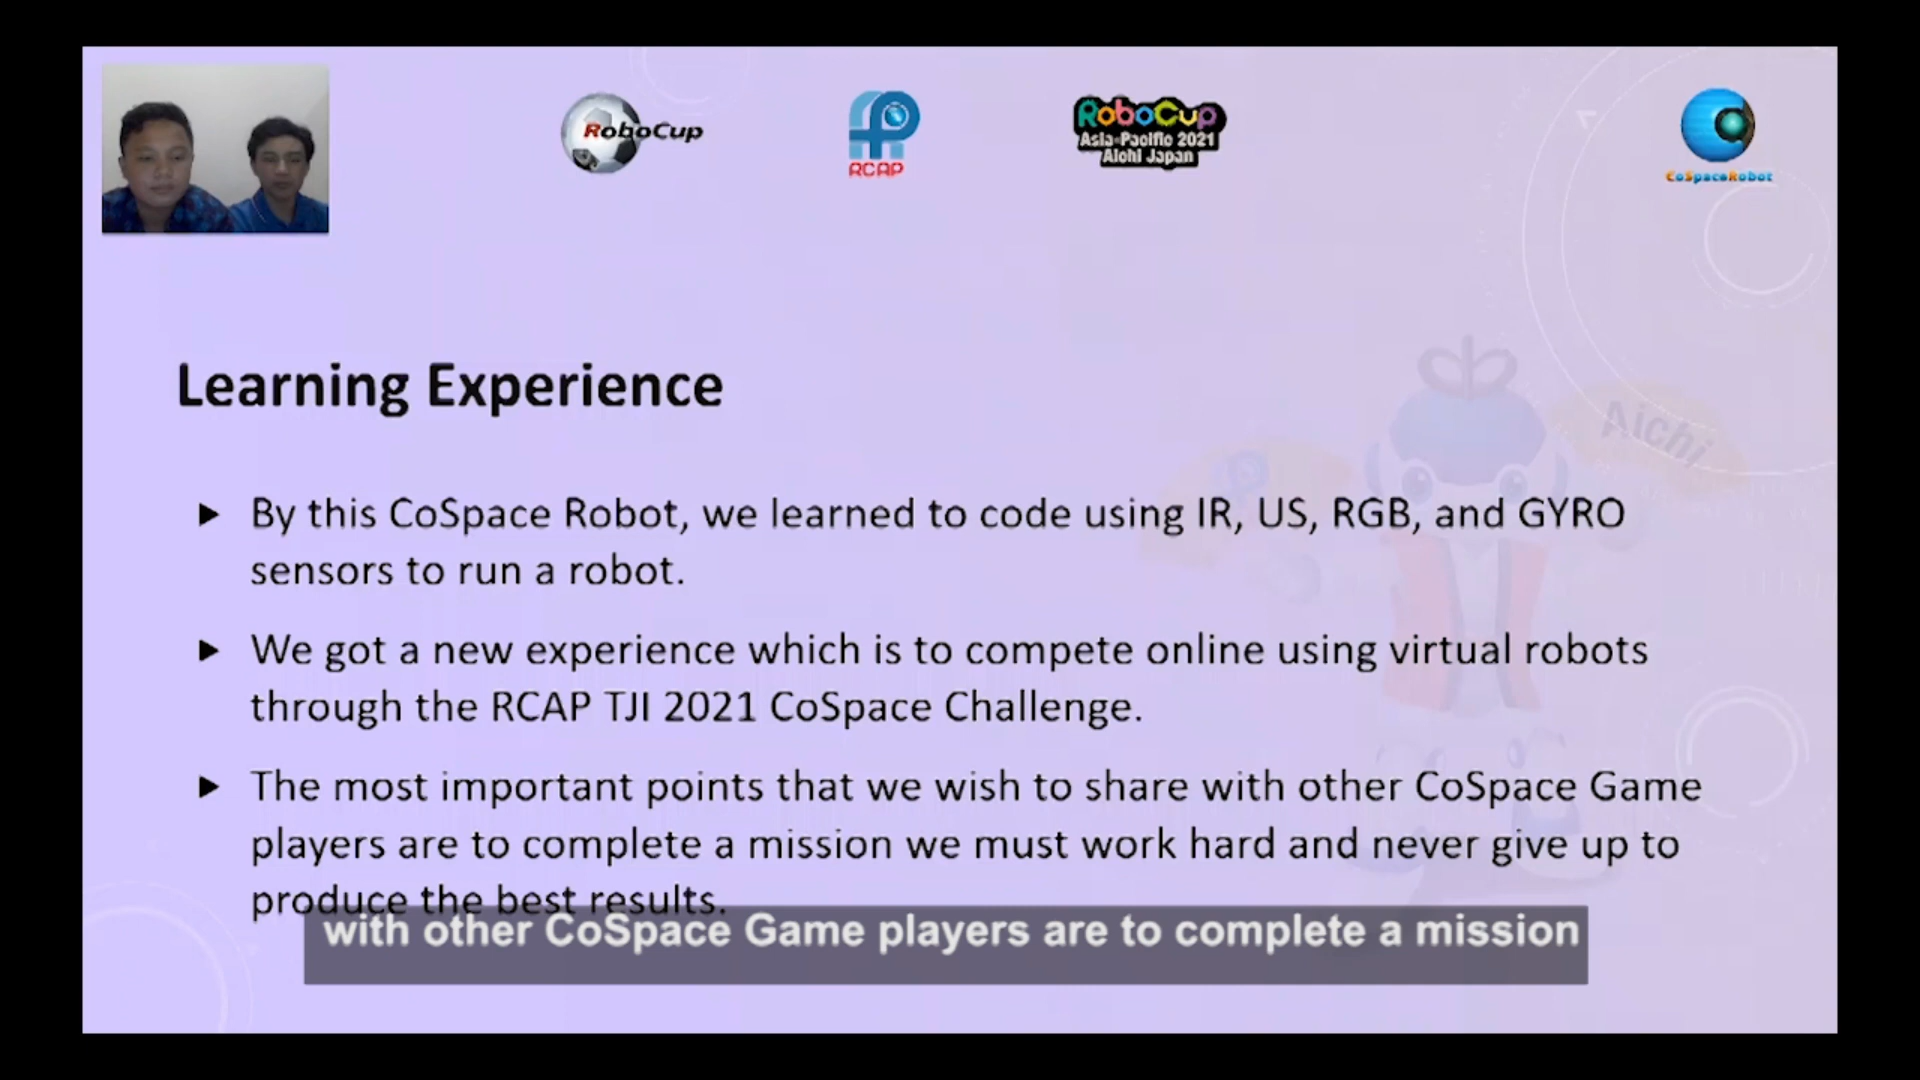 RoboCup
RCAP
RoboCup
Asia-Pacific 2021
Aichi Japan
CoSpaceRobot
Aichi
Learning Experience
By this CoSpace Robot, we learned to code using IR, US, RGB, and GYRO
sensors to run a robot.
We got a new experience which is to compete online using virtual robots
through the RCAP TJI 2021 CoSpace Challenge.
The most important points that we wish to share with other CoSpace Game
players are to complete a mission we must work hard and never give up to
produce the best results.
with other CoSpace Game players are to complete a mission